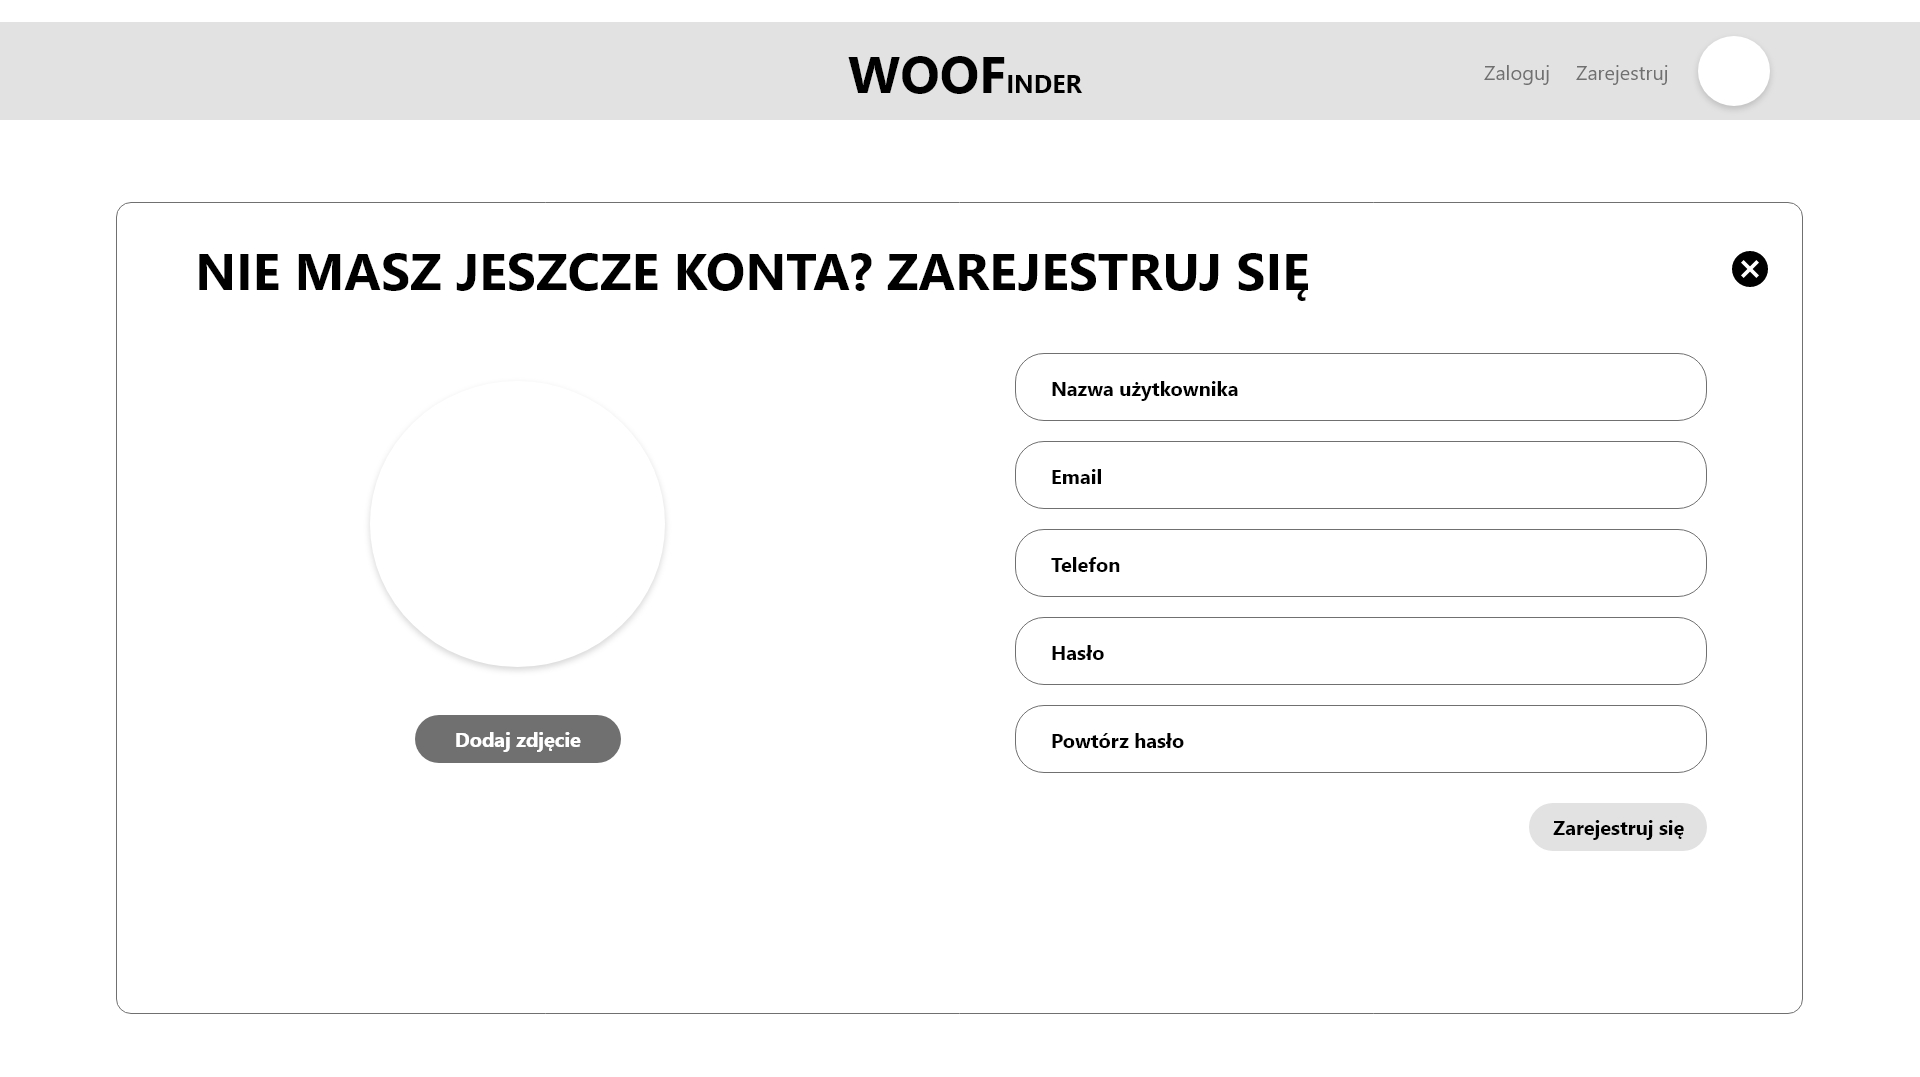 WOOFINDER
Zaloguj Zarejestruj
NIE MASZ JESZCZE KONTA? ZAREJESTRUJ SIĘ
Nazwa użytkownika
Email
Telefon
Hasło
Powtórz hasło
Dodaj zdjęcie
Zarejestruj się